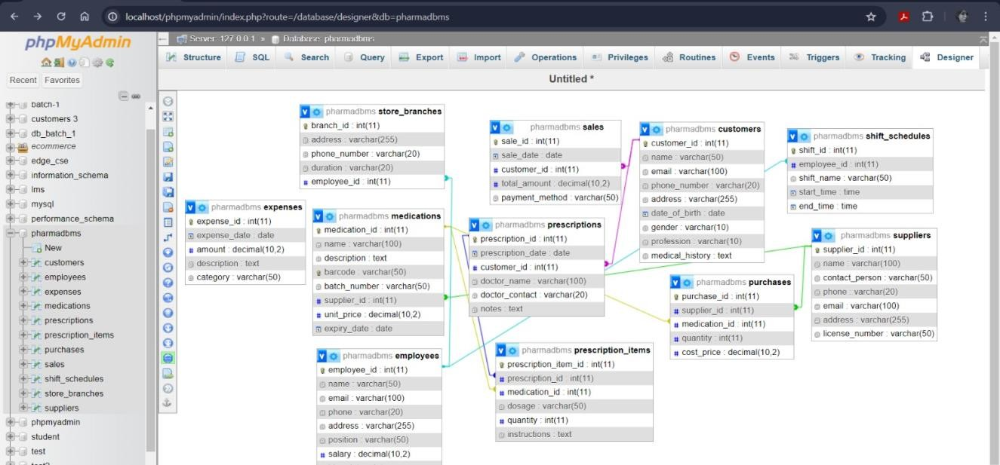 localhost/phpmyadmin/index.php?route=/database/designer&db=pharmadbms
phpMyAdmin
Recent Favorites
batch-1
customers 3
db_batch_1
ecommerce
edge_cse
information_schema
lms
mysql
performance_schema
pharmadbms
New
customers
employees
expenses
medications
prescriptions
prescription_items
purchases
sales
shift_schedules
store_branches
suppliers
phpmyadmin
student
test
Server: 127.0.0.1 » Database: pharmadbms
Structure SQL Search Query Export Import Operations Privileges Routines Events Triggers Tracking Designer
Untitled *
v pharmadbms store_branches
branch_id : int(11)
address : varchar(255)
phone_number : varchar(20)
duration : varchar(20)
# employee_id : int(11)
v pharmadbms sales
sale_id : int(11)
sale_date : date
# customer_id : int(11)
# total_amount : decimal(10,2)
payment_method : varchar(50)
v pharmadbms customers
customer_id : int(11)
name : varchar(50)
email : varchar(100)
phone_number : varchar(20)
address : varchar(255)
date_of_birth : date
gender : varchar(10)
profession : varchar(10)
medical_history : text
v pharmadbms shift_schedules
shift_id : int(11)
# employee_id : int(11)
shift_name : varchar(50)
start_time : time
end_time : time
v pharmadbms expenses
expense_id : int(11)
expense_date : date
# amount : decimal(10,2)
description : text
category : varchar(50)
v pharmadbms medications
medication_id : int(11)
name : varchar(100)
description : text
barcode : varchar(50)
batch_number : varchar(50)
# supplier_id : int(11)
# unit_price : decimal(10,2)
expiry_date : date
v pharmadbms prescriptions
prescription_id : int(11)
prescription_date : date
# customer_id : int(11)
doctor_name : varchar(100)
doctor_contact : varchar(20)
notes : text
v pharmadbms suppliers
supplier_id : int(11)
name : varchar(100)
contact_person : varchar(50)
phone : varchar(20)
email : varchar(100)
address : varchar(255)
license_number : varchar(50)
v pharmadbms purchases
purchase_id : int(11)
# supplier_id : int(11)
# medication_id : int(11)
# quantity : int(11)
# cost_price : decimal(10,2)
v pharmadbms employees
employee_id : int(11)
name : varchar(50)
email : varchar(100)
phone : varchar(20)
address : varchar(255)
position : varchar(50)
# salary : decimal(10,2)
v pharmadbms prescription_items
prescription_item_id : int(11)
# prescription_id : int(11)
# medication_id : int(11)
dosage : varchar(50)
# quantity : int(11)
instructions : text